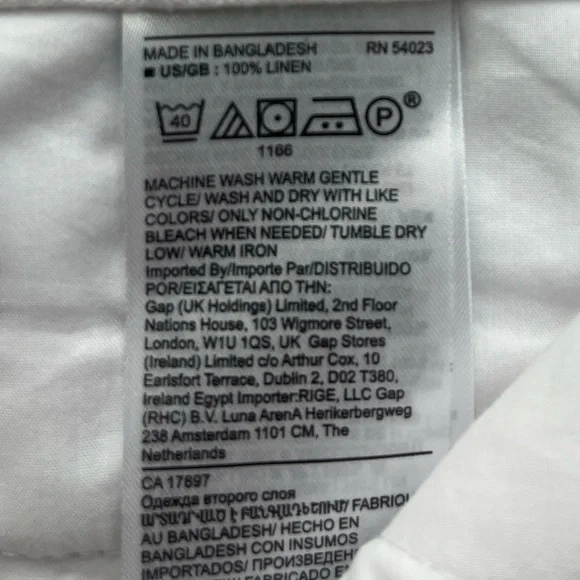 MADE IN BANGLADESH RN 54023
US/GB : 100% LINEN
40 P®
1166
MACHINE WASH WARM GENTLE
CYCLE/ WASH AND DRY WITH LIKE
COLORS/ ONLY NON-CHLORINE
BLEACH WHEN NEEDED/ TUMBLE DRY
LOW/ WARM IRON
Imported By/Importe Par/DISTRIBUIDO
POR/ΕΙΣΑΓΕΤΑΙ ΑΠΟ ΤΗΝ:
Gap (UK Holdings) Limited, 2nd Floor
Nations House, 103 Wigmore Street,
London, W1U 1QS, UK Gap Stores
(Ireland) Limited c/o Arthur Cox, 10
Earlsfort Terrace, Dublin 2, D02 T380,
Ireland Egypt Importer:RIGE, LLC Gap
(RHC) B.V. Luna ArenA Herikerbergweg
238 Amsterdam 1101 CM, The
Netherlands
CA 17897
Одежда второго слоя
ԱՐՏԱԴՐՎԱԾ Է ԲԱՆԳԼԱԴԵՇՈՒՄ/ FABRIQU
AU BANGLADESH/ HECHO EN
BANGLADESH CON INSUMOS
IMPORTADOS/ ПРОИЗВЕДЕН